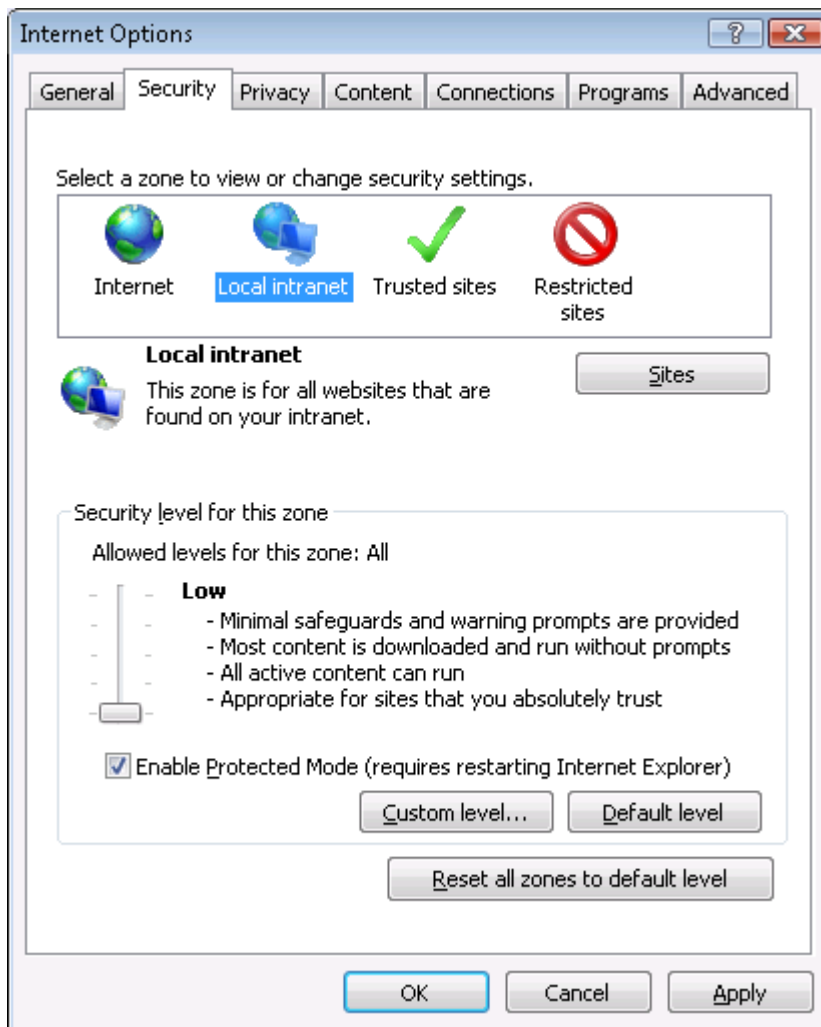 Internet Options
General Security Privacy Content Connections Programs Advanced
Select a zone to view or change security settings.
Internet Local intranet Trusted sites Restricted
sites
Local intranet
Sites
This zone is for all websites that are
found on your intranet.
Security level for this zone
Allowed levels for this zone: All
Low
- Minimal safeguards and warning prompts are provided
- Most content is downloaded and run without prompts
- All active content can run
- Appropriate for sites that you absolutely trust
Enable Protected Mode (requires restarting Internet Explorer)
Custom level... Default level
Reset all zones to default level
OK Cancel Apply